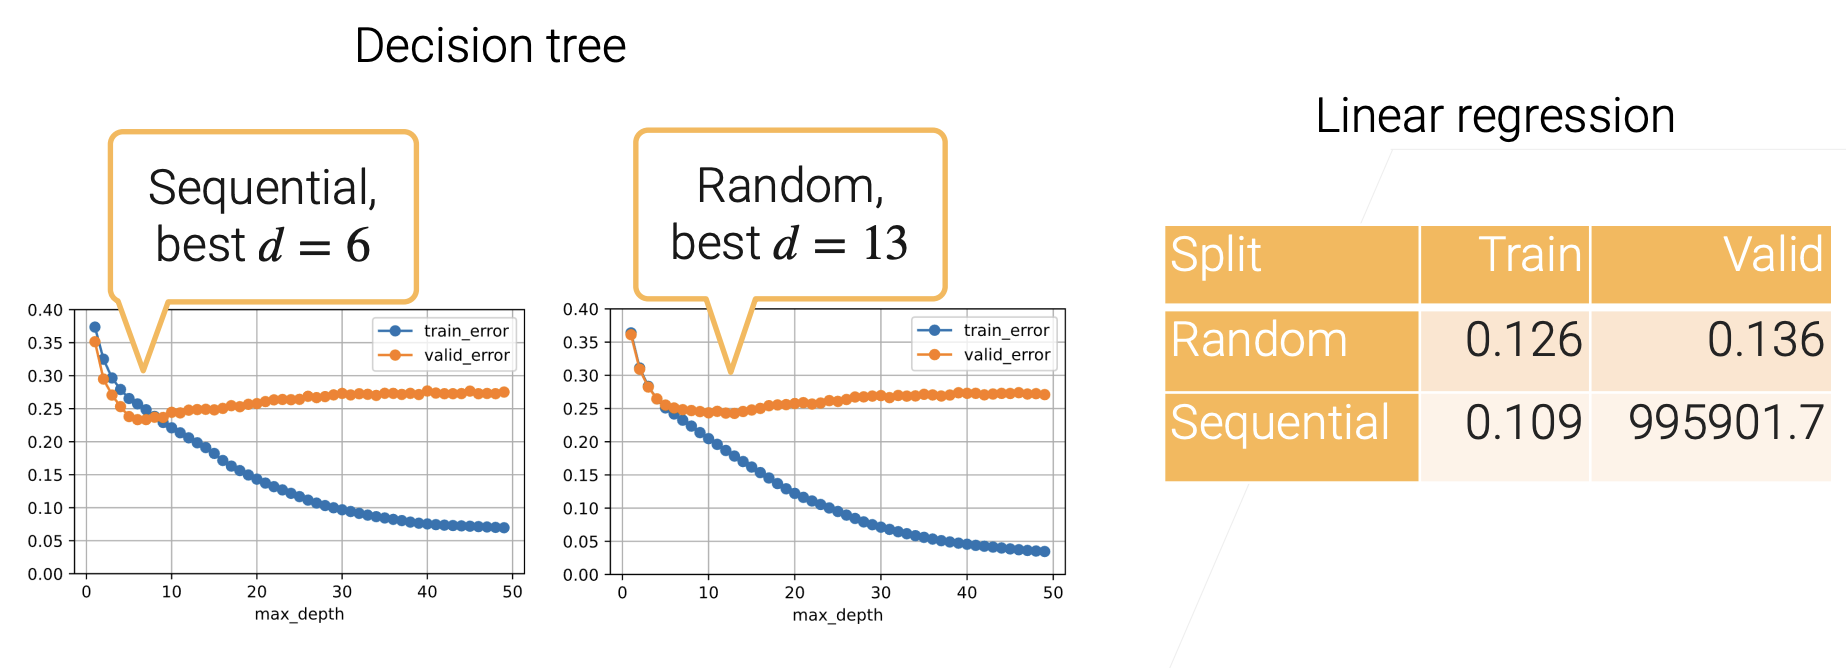 Decision tree
Sequential,
best d = 6
Random,
best d = 13
0.40
0.35
0.30
0.25
0.20
0.15
0.10
0.05
0.00
train_error
valid_error
0 10 20 30 40 50
max_depth
0.40
0.35
0.30
0.25
0.20
0.15
0.10
0.05
0.00
train_error
valid_error
0 10 20 30 40 50
max_depth
Linear regression
Split Train Valid
Random 0.126 0.136
Sequential 0.109 995901.7